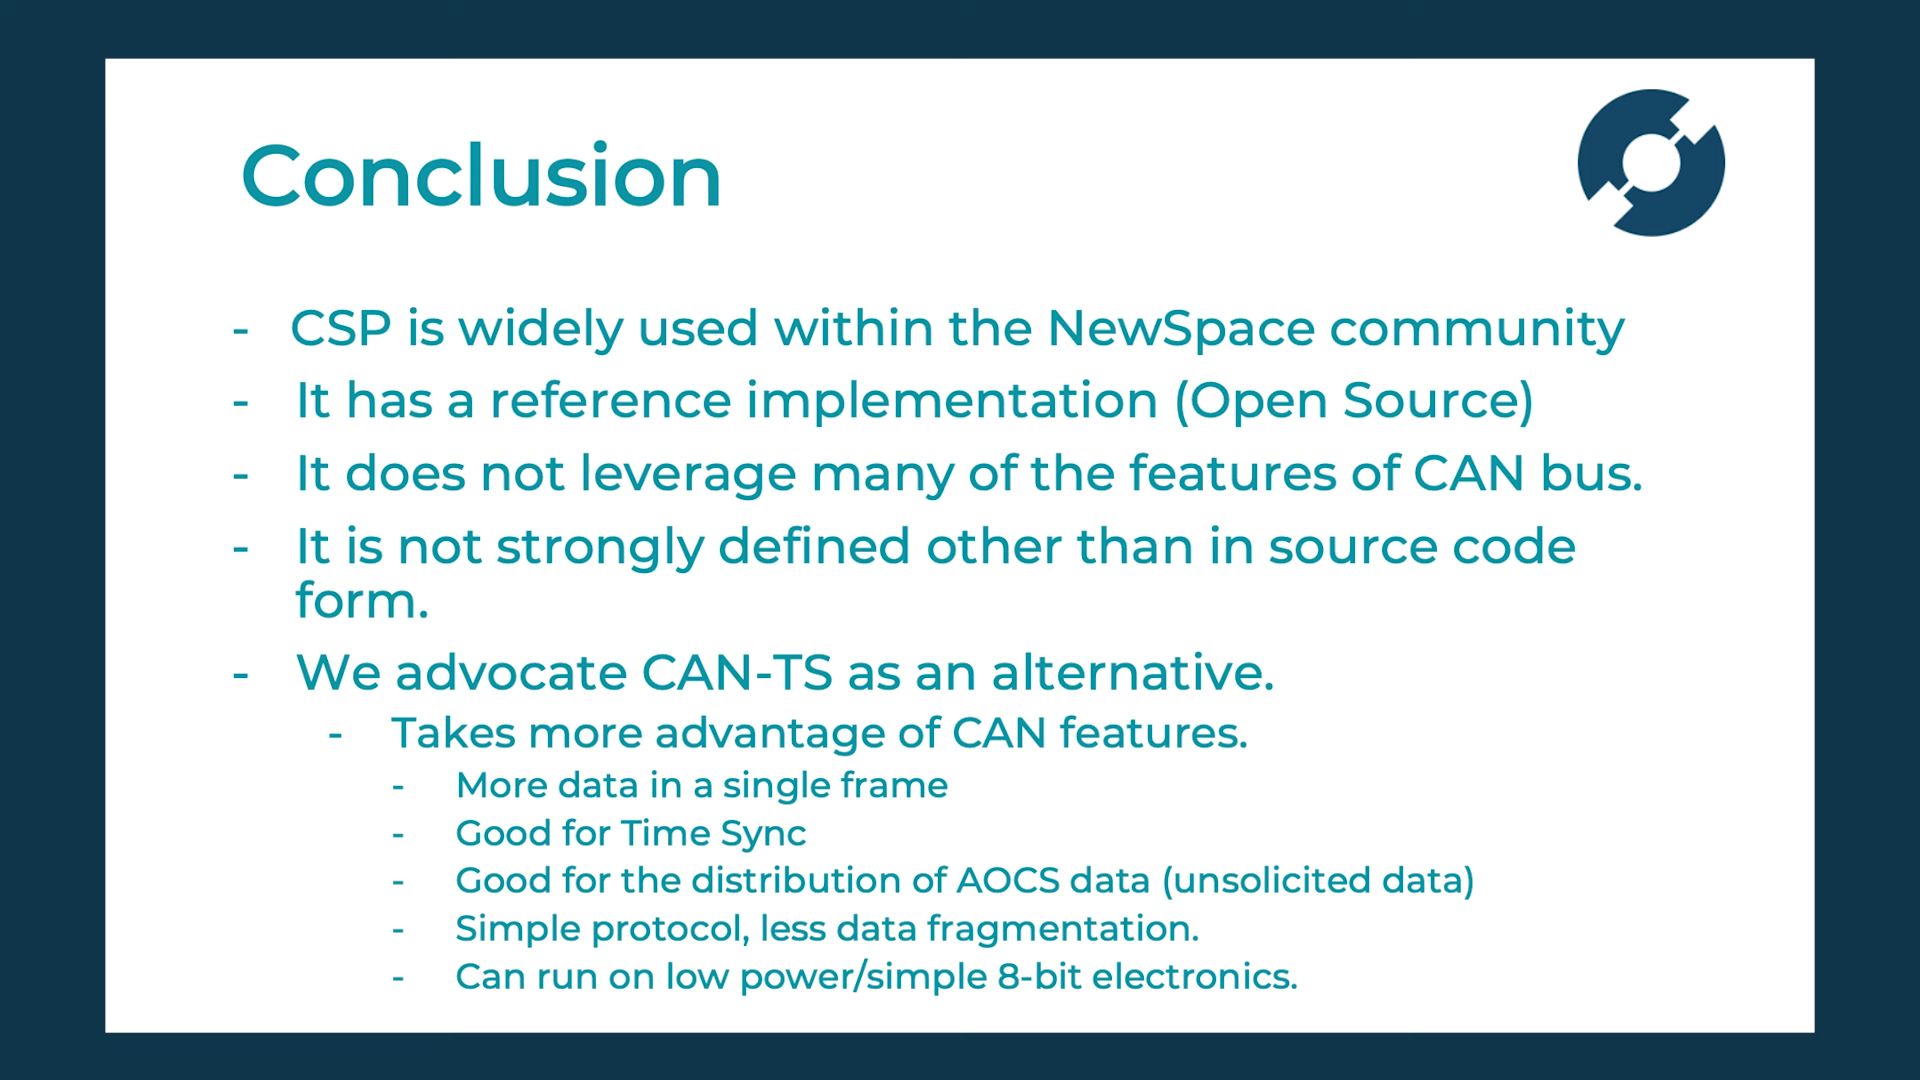 Conclusion
- CSP is widely used within the NewSpace community
- It has a reference implementation (Open Source)
- It does not leverage many of the features of CAN bus.
- It is not strongly defined other than in source code
form.
- We advocate CAN-TS as an alternative.
- Takes more advantage of CAN features.
- More data in a single frame
- Good for Time Sync
- Good for the distribution of AOCS data (unsolicited data)
- Simple protocol, less data fragmentation.
- Can run on low power/simple 8-bit electronics.